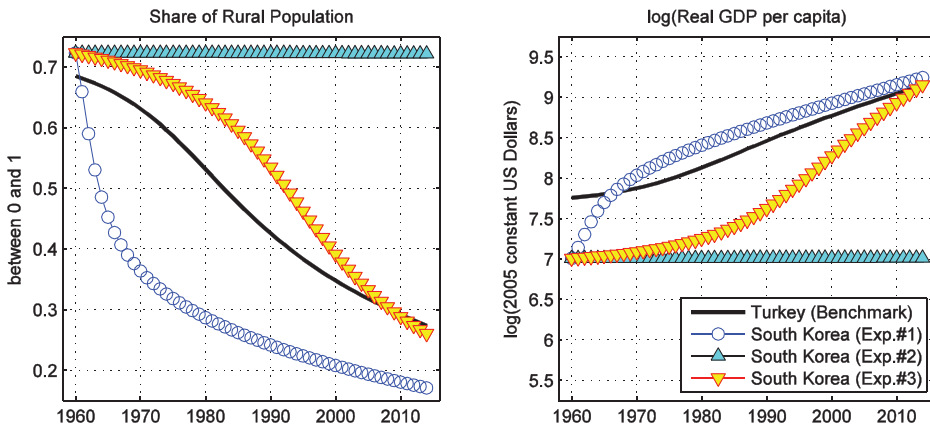 Share of Rural Population
between 0 and 1
0.7
0.6
0.5
0.4
0.3
0.2
1960 1970 1980 1990 2000 2010
log(Real GDP per capita)
log(2005 constant US Dollars)
9.5
9
8.5
8
7.5
7
6.5
6
5.5
Turkey (Benchmark)
South Korea (Exp.#1)
South Korea (Exp.#2)
South Korea (Exp.#3)
1960 1970 1980 1990 2000 2010